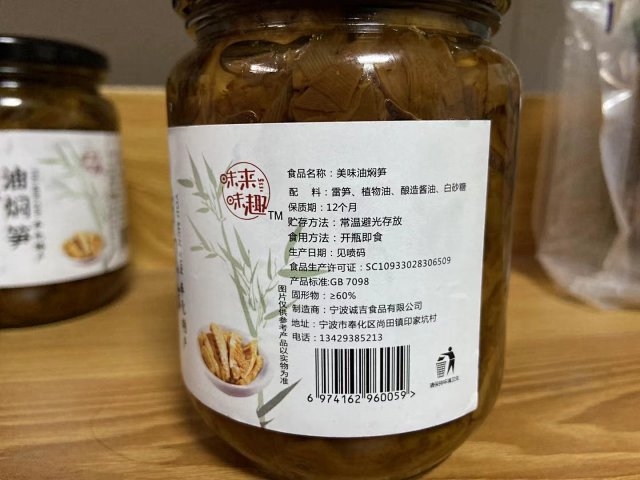 油焖笋
味来
味趣
TM
食品名称：美味油焖笋
配 料：雷笋、植物油、酿造酱油、白砂糖
保质期：12个月
贮存方法：常温避光存放
食用方法：开瓶即食
生产日期：见喷码
食品生产许可证：SC10933028306509
产品标准:GB 7098
固形物：≥60%
制造商：宁波诚吉食品有限公司
地址：宁波市奉化区尚田镇印家坑村
电话：13429385213
图片仅供参考产品以实物为准
6 974162 960059 >